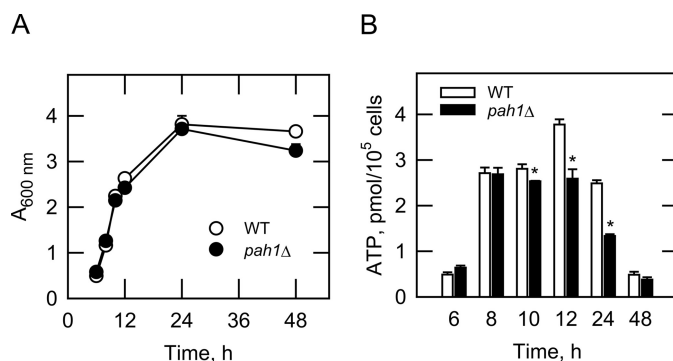 A
4
3
2
1
0
A600 nm
WT
pah1Δ
0 12 24 36 48
Time, h
B
WT
pah1Δ
4
3
2
1
0
ATP, pmol/10⁵ cells
*
*
*
6 8 10 12 24 48
Time, h